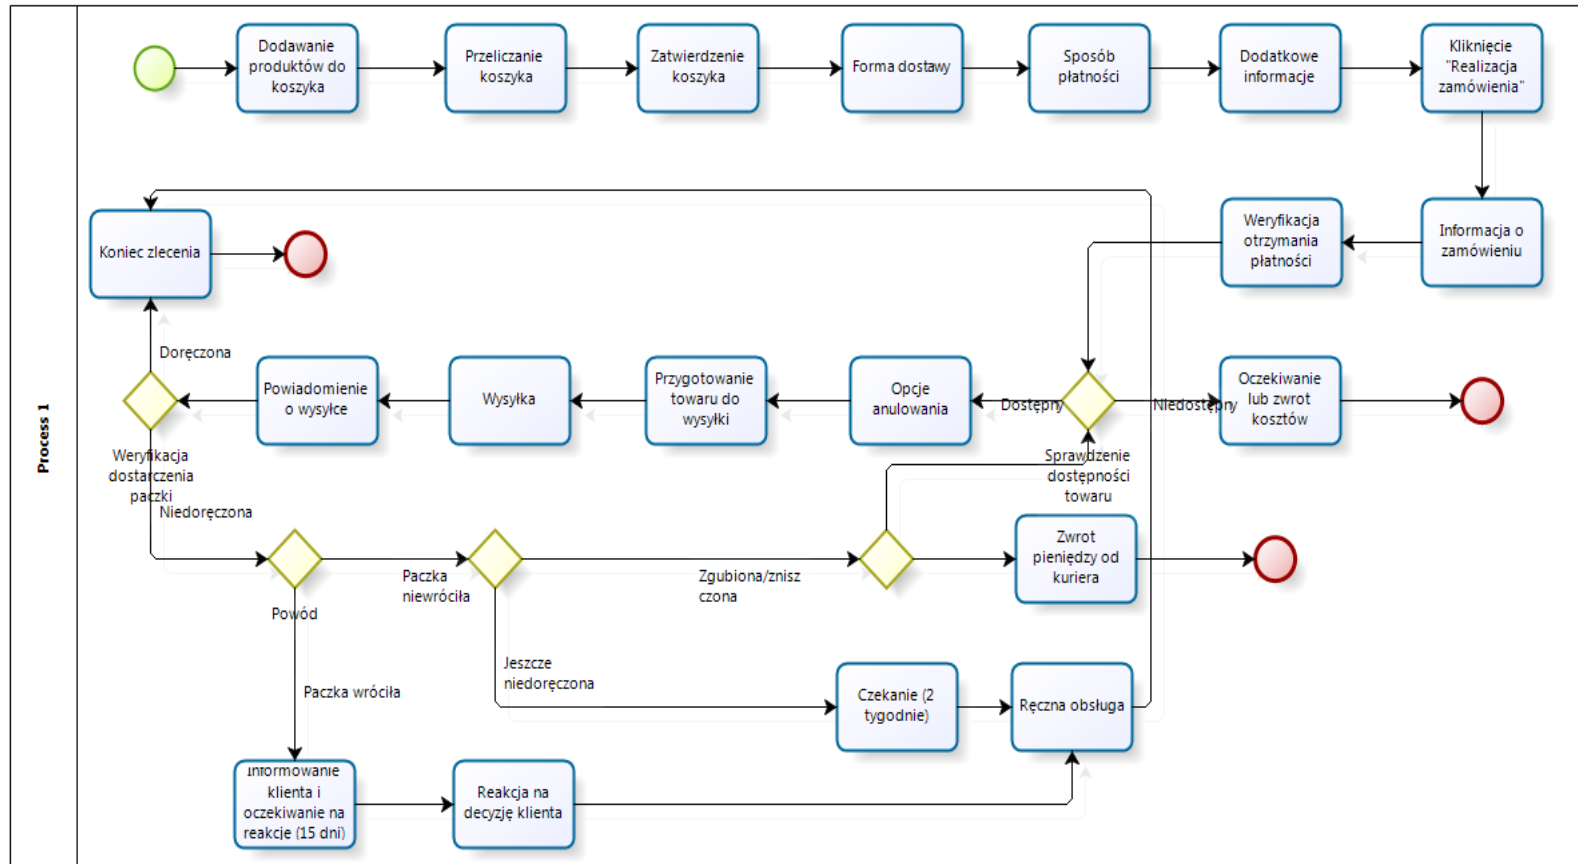 Process 1
Dodawanie
produktów do
koszyka
Przeliczanie
koszyka
Zatwierdzenie
koszyka
Forma dostawy
Sposób
płatności
Dodatkowe
informacje
Kliknięcie
"Realizacja
zamówienia"
Koniec zlecenia
Weryfikacja
otrzymania
płatności
Informacja o
zamówieniu
Doręczona
Powiadomienie
o wysyłce
Wysyłka
Przygotowanie
towaru do
wysyłki
Opcje
anulowania
Dostępny
Niedostępny
Oczekiwanie
lub zwrot
kosztów
Weryfikacja
dostarczenia
paczki
Niedoręczona
Sprawdzenie
dostępności
towaru
Powód
Paczka
niewróciła
Zgubiona/znisz
czona
Zwrot
pieniędzy od
kuriera
Paczka wróciła
Jeszcze
niedoręczona
Czekanie (2
tygodnie)
Ręczna obsługa
Informowanie
klienta i
oczekiwanie na
reakcje (15 dni)
Reakcja na
decyzję klienta